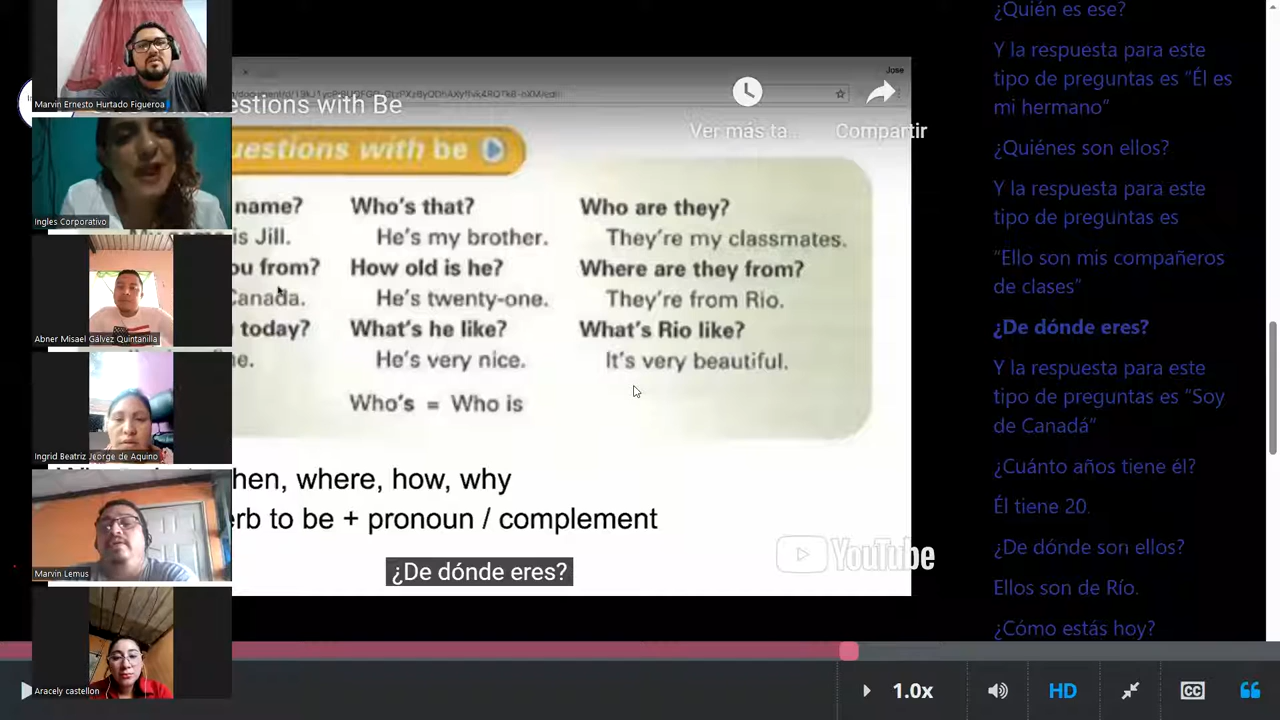 Marvin Ernesto Hurtado Figueroa
Ingles Corporativo
Abner Misael Gálvez Quintanilla
Ingrid Beatriz Jeorge de Aquino
Marvin Lemus
Aracely castellon
Jose
estions with Be
Ver más ta...
Compartir
uestions with be
name?
is Jill.
ou from?
Canada.
today?
Who's that?
He's my brother.
How old is he?
He's twenty-one.
What's he like?
He's very nice.
Who's = Who is
Who are they?
They're my classmates.
Where are they from?
They're from Rio.
What's Rio like?
It's very beautiful.
hen, where, how, why
erb to be + pronoun / complement
¿De dónde eres?
YouTube
¿Quién es ese?
Y la respuesta para este
tipo de preguntas es “Él es
mi hermano”
¿Quiénes son ellos?
Y la respuesta para este
tipo de preguntas es
“Ello son mis compañeros
de clases”
¿De dónde eres?
Y la respuesta para este
tipo de preguntas es “Soy
de Canadá”
¿Cuánto años tiene él?
Él tiene 20.
¿De dónde son ellos?
Ellos son de Río.
¿Cómo estás hoy?
1.0x
HD
CC